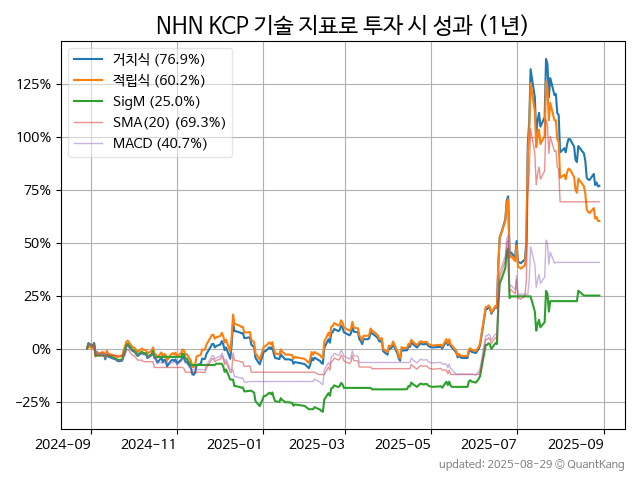 NHN KCP 기술 지표로 투자 시 성과 (1년)
거치식 (76.9%)
적립식 (60.2%)
SigM (25.0%)
SMA(20) (69.3%)
MACD (40.7%)
125%
100%
75%
50%
25%
0%
−25%
2024-09 2024-11 2025-01 2025-03 2025-05 2025-07 2025-09
updated: 2025-08-29 © QuantKang